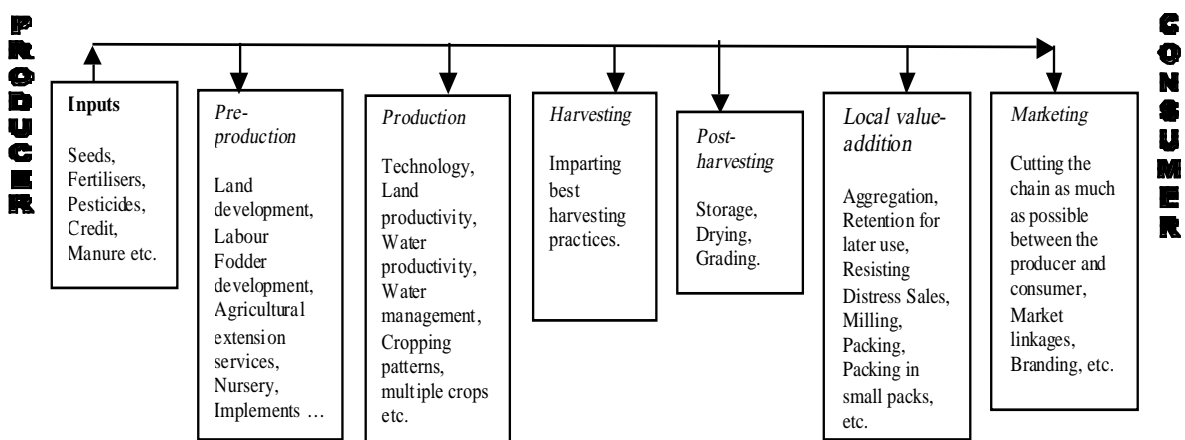 PRODUCER
Inputs
Seeds,
Fertilisers,
Pesticides,
Credit,
Manure etc.
Pre-
production
Land
development,
Labour
Fodder
development,
Agricultural
extension
services,
Nursery,
Implements …
Production
Technology,
Land
productivity,
Water
productivity,
Water
management,
Cropping
patterns,
multiple crops
etc.
Harvesting
Imparting
best
harvesting
practices.
Post-
harvesting
Storage,
Drying,
Grading.
Local value-
addition
Aggregation,
Retention for
later use,
Resisting
Distress Sales,
Milling,
Packing,
Packing in
small packs,
etc.
Marketing
Cutting the
chain as much
as possible
between the
producer and
consumer,
Market
linkages,
Branding, etc.
CONSUMER